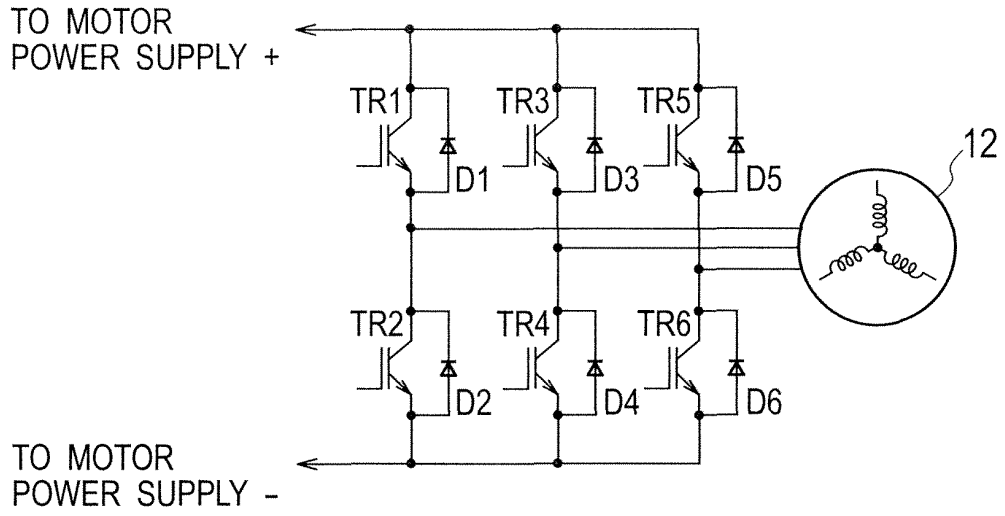 TO MOTOR
POWER SUPPLY +
TR1
TR3
TR5
D1
D3
D5
12
TR2
TR4
TR6
D2
D4
D6
TO MOTOR
POWER SUPPLY -